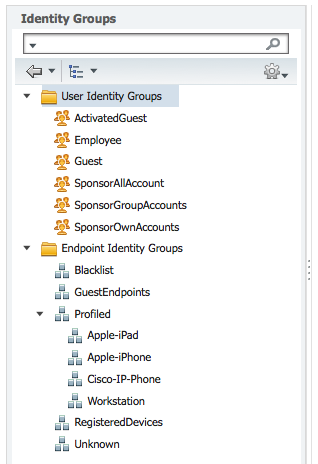 Identity Groups
User Identity Groups
ActivatedGuest
Employee
Guest
SponsorAllAccount
SponsorGroupAccounts
SponsorOwnAccounts
Endpoint Identity Groups
Blacklist
GuestEndpoints
Profiled
Apple-iPad
Apple-iPhone
Cisco-IP-Phone
Workstation
RegisteredDevices
Unknown